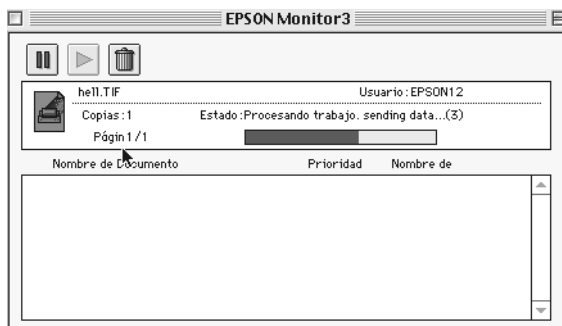 EPSON Monitor3
hell.TIF Usuario:EPSON12
Copias:1 Estado:Procesando trabajo. sending data...(3)
Págin 1/1
Nombre de Documento Prioridad Nombre de